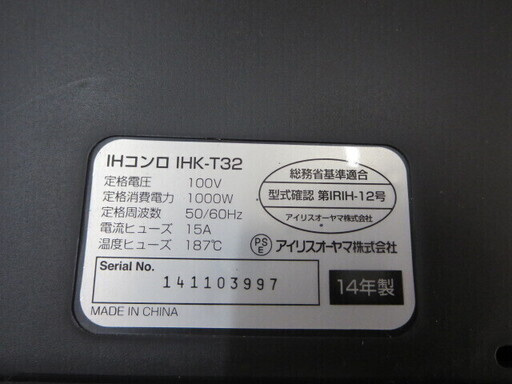 IHコンロ IHK-T32
定格電圧 100V
定格消費電力 1000W
定格周波数 50/60Hz
電流ヒューズ 15A
温度ヒューズ 187℃
総務省基準適合
型式確認 第IRIH-12号
アイリスオーヤマ株式会社
PSE アイリスオーヤマ株式会社
Serial No.
141103997
14年製
MADE IN CHINA